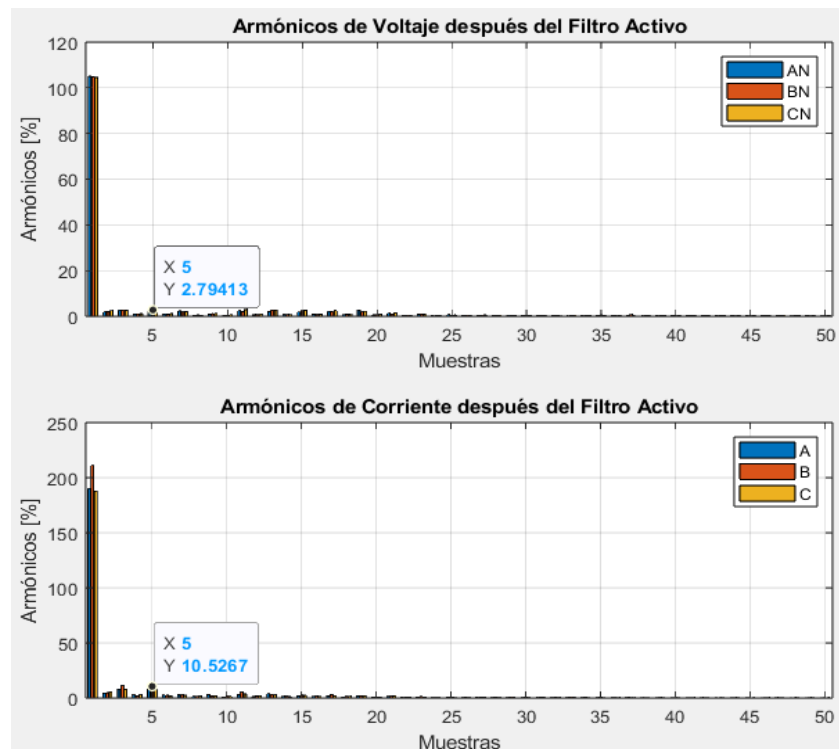 Armónicos de Voltaje después del Filtro Activo
120
100
80
60
40
20
0
Armónicos [%]
AN
BN
CN
X 5
Y 2.79413
5 10 15 20 25 30 35 40 45 50
Muestras
Armónicos de Corriente después del Filtro Activo
250
200
150
100
50
0
Armónicos [%]
A
B
C
X 5
Y 10.5267
5 10 15 20 25 30 35 40 45 50
Muestras